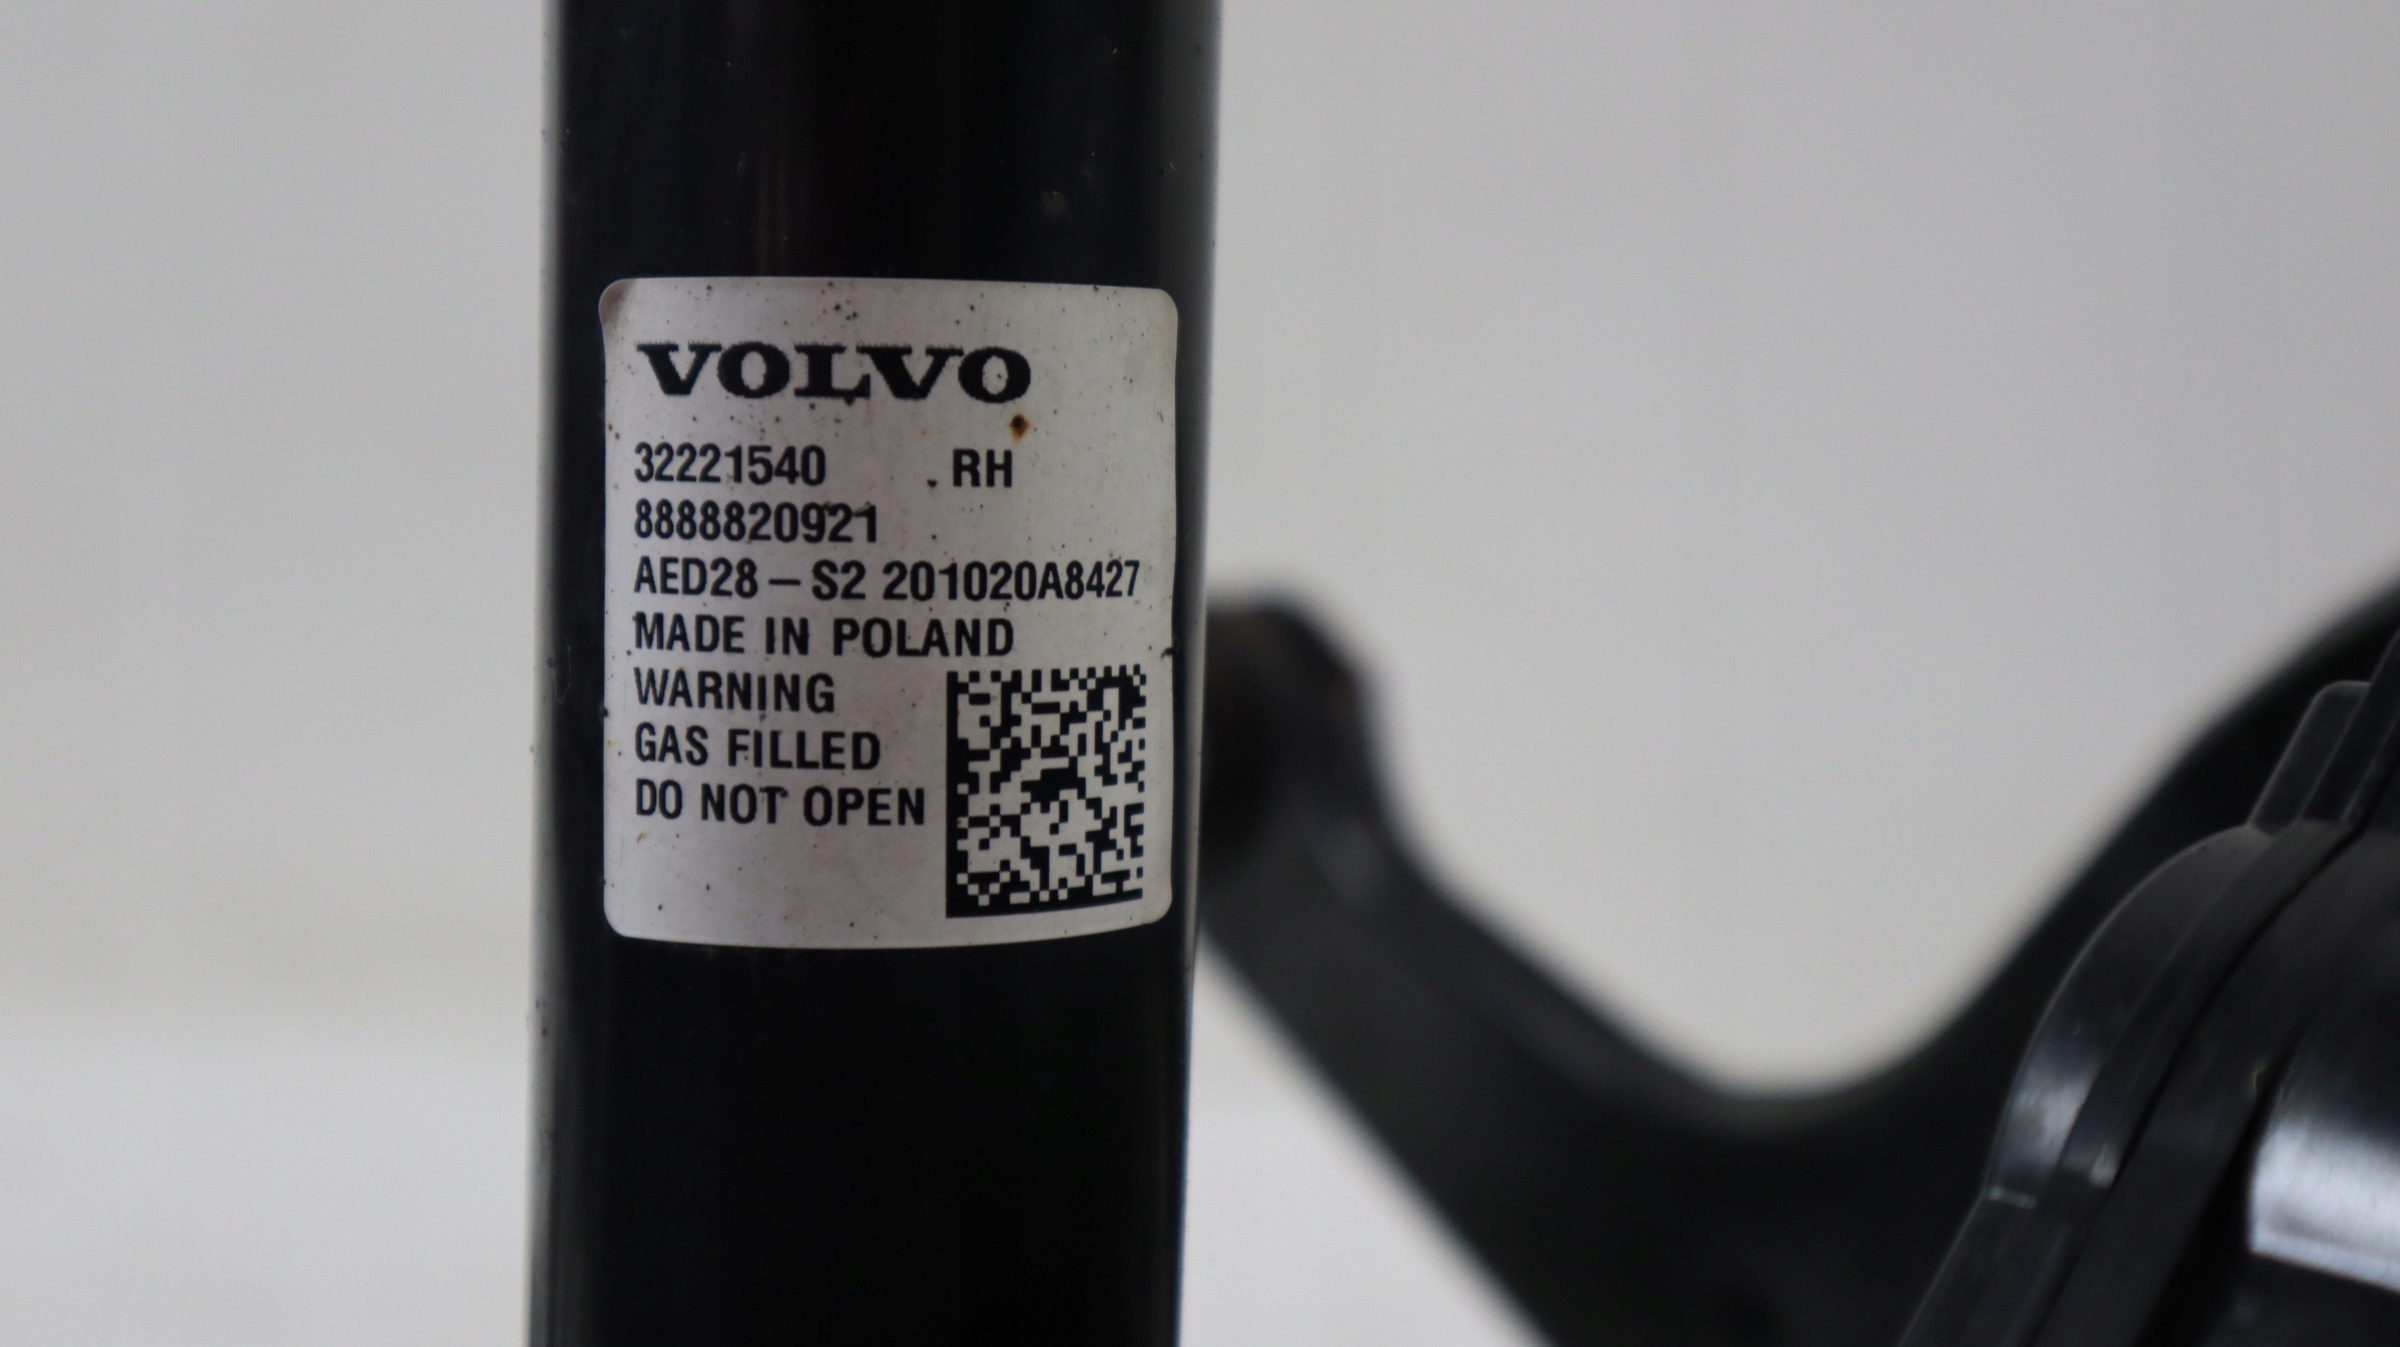 VOLVO
32221540 RH
8888820921
AED28-S2 201020A8427
MADE IN POLAND
WARNING
GAS FILLED
DO NOT OPEN